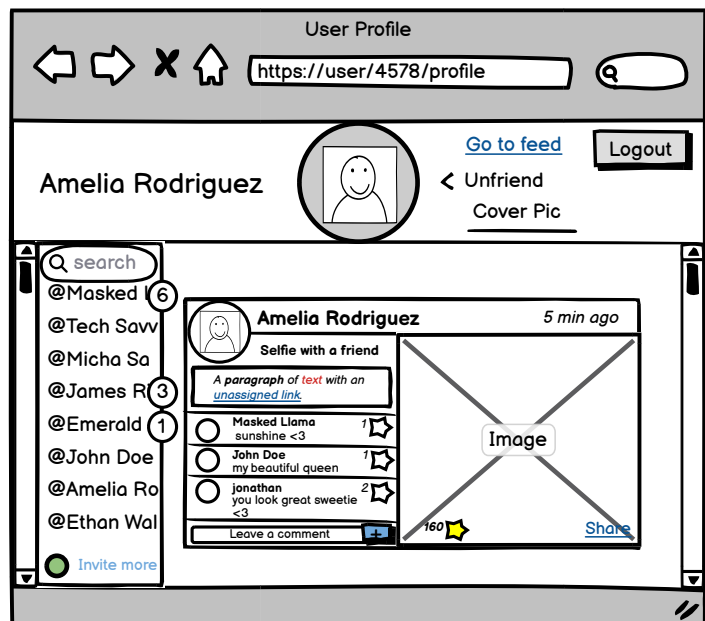 User Profile
https://user/4578/profile
Go to feed
Logout
Amelia Rodriguez
Unfriend
Cover Pic
search
@Masked
6
@Tech Savv
@Micha Sa
@James R
3
@Emerald
1
@John Doe
@Amelia Ro
@Ethan Wal
Invite more
Amelia Rodriguez
5 min ago
Selfie with a friend
A paragraph of text with an
unassigned link.
Masked Llama
1
sunshine <3
John Doe
1
my beautiful queen
jonathan
2
you look great sweetie
<3
Leave a comment
+
Image
160
Share